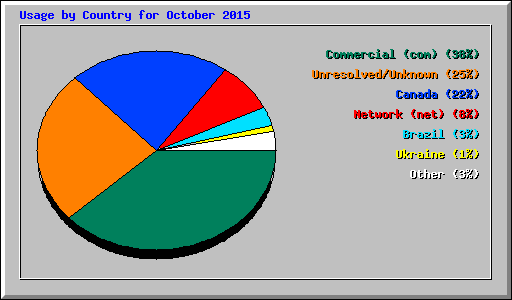 Usage by Country for October 2015
Commercial (com) (38%)
Unresolved/Unknown (25%)
Canada (22%)
Network (net) (8%)
Brazil (3%)
Ukraine (1%)
Other (3%)